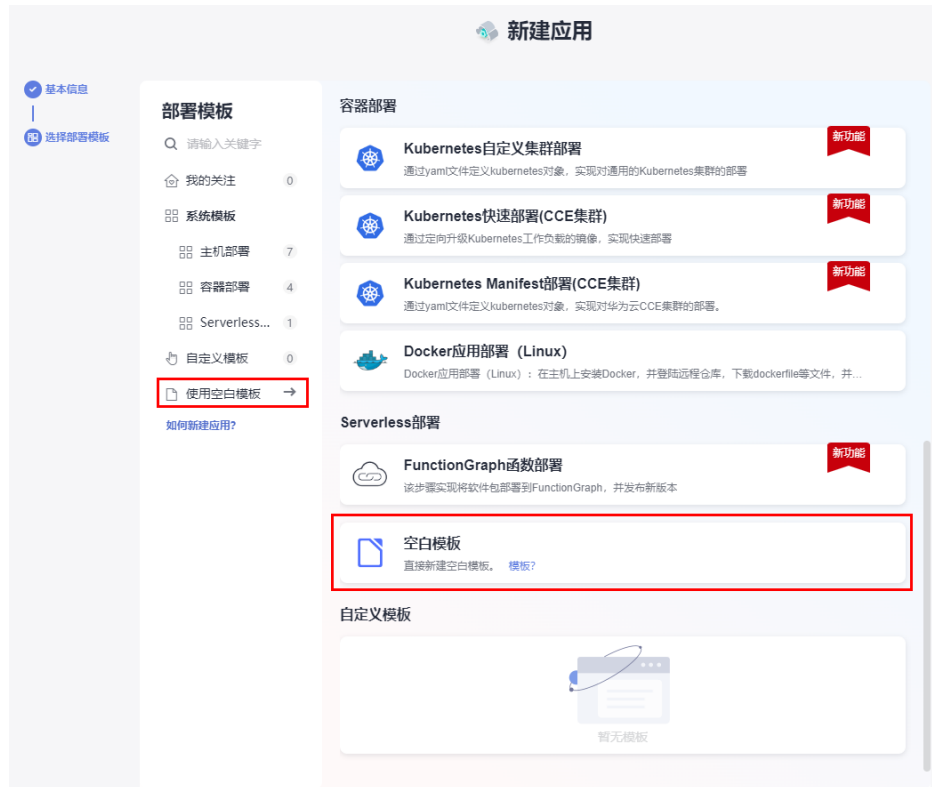 新建应用
基本信息
选择部署模板
部署模板
请输入关键字
我的关注 0
系统模板
主机部署 7
容器部署 4
Serverless... 1
自定义模板 0
使用空白模板
如何新建应用?
容器部署
Kubernetes自定义集群部署
新功能
通过yaml文件定义kubernetes对象，实现对通用的Kubernetes集群的部署
Kubernetes快速部署(CCE集群)
新功能
通过定向升级Kubernetes工作负载的镜像，实现快速部署
Kubernetes Manifest部署(CCE集群)
新功能
通过yaml文件定义kubernetes对象，实现对华为云CCE集群的部署。
Docker应用部署（Linux）
Docker应用部署（Linux）：在主机上安装Docker，并登陆远程仓库，下载dockerfile等文件，并...
Serverless部署
FunctionGraph函数部署
新功能
该步骤实现将软件包部署到FunctionGraph，并发布新版本
空白模板
直接新建空白模板。 模板?
自定义模板
暂无模板